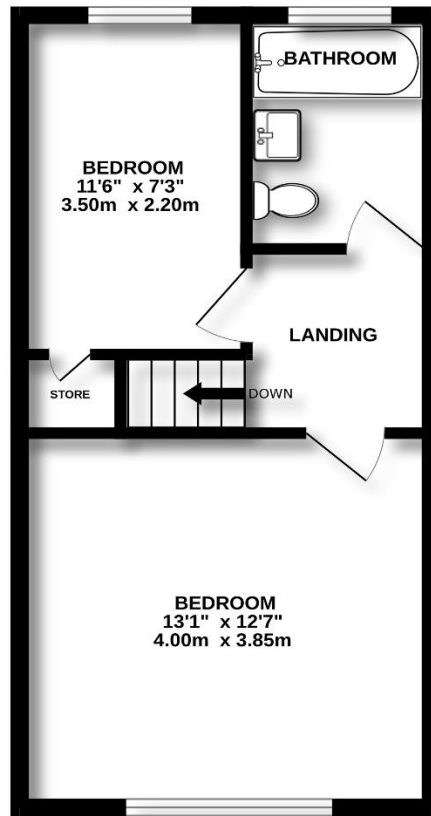 BATHROOM
BEDROOM
11'6" x 7'3"
3.50m x 2.20m
LANDING
STORE
DOWN
BEDROOM
13'1" x 12'7"
4.00m x 3.85m